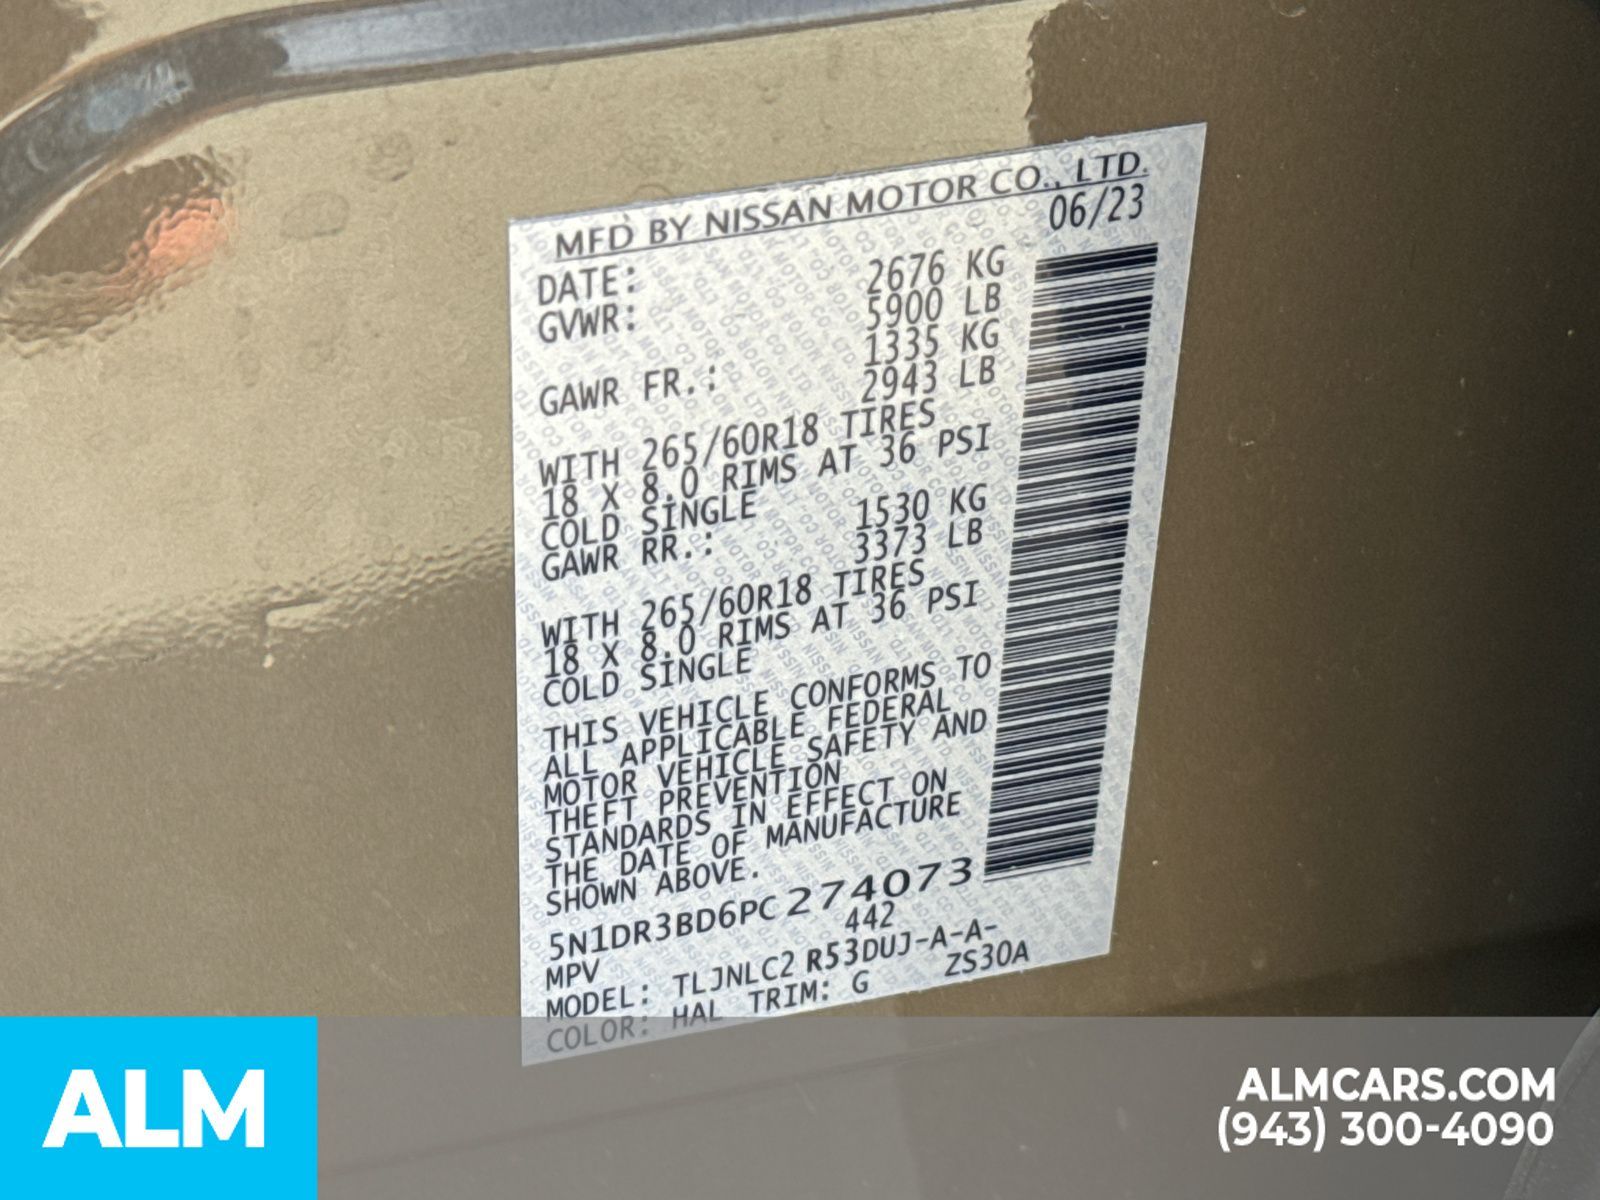 MFD BY NISSAN MOTOR CO., LTD.
DATE: 06/23
GVWR: 2676 KG
5900 LB
GAWR FR.: 1335 KG
2943 LB
WITH 265/60R18 TIRES
18 X 8.0 RIMS AT 36 PSI
COLD SINGLE
GAWR RR.: 1530 KG
3373 LB
WITH 265/60R18 TIRES
18 X 8.0 RIMS AT 36 PSI
COLD SINGLE
THIS VEHICLE CONFORMS TO
ALL APPLICABLE FEDERAL
MOTOR VEHICLE SAFETY AND
THEFT PREVENTION
STANDARDS IN EFFECT ON
THE DATE OF MANUFACTURE
SHOWN ABOVE.
5N1DR3BD6PC274073
MPV 442
MODEL: TLJNLC2 R53DUJ-A-A-
COLOR: HAL TRIM: G ZS30A
ALM
ALMCARS.COM
(943) 300-4090